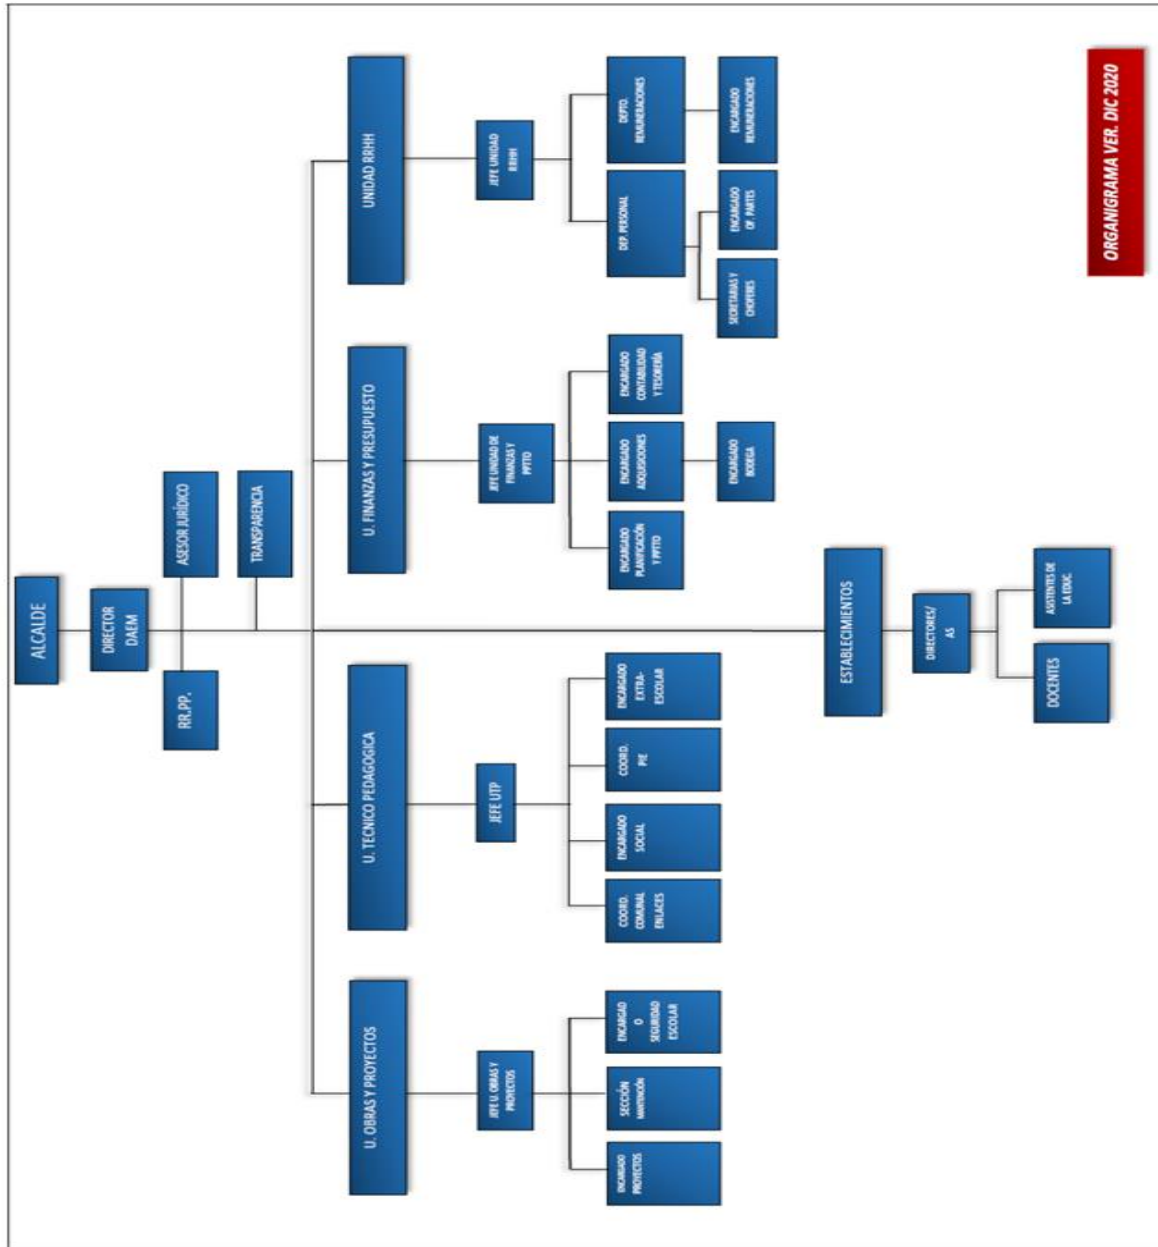 ALCALDE
DIRECTOR
DAEM
RR.PP.
ASESOR JURÍDICO
TRANSPARENCIA
U. OBRAS Y PROYECTOS
U. TECNICO PEDAGOGICA
U. FINANZAS Y PRESUPUESTO
UNIDAD RRHH
JEFE U. OBRAS Y
PROYECTOS
JEFE UTP
JEFE UNIDAD DE
FINANZAS Y
PPTTO
JEFE UNIDAD
RRHH
ENCARGADO
PROYECTOS
SECCIÓN
MANTENCIÓN
ENCARGAD
O
SEGURIDAD
ESCOLAR
COORD.
COMUNAL
ENLACES
ENCARGADO
SOCIAL
COORD.
PIE
ENCARGADO
EXTRA-
ESCOLAR
ENCARGADO
PLANIFICACIÓN
Y PPTTO
ENCARGADO
ADQUISICIONES
ENCARGADO
CONTABILIDAD
Y TESORERÍA
DEP. PERSONAL
DEPTO.
REMUNERACIONES
ENCARGADO
BODEGA
SECRETARIAS Y
CHOFERES
ENCARGADO
OF. PARTES
ENCARGADO
REMUNERACIONES
ESTABLECIMIENTOS
DIRECTORES/
AS
DOCENTES
ASISTENTES DE
LA EDUC.
ORGANIGRAMA VER. DIC 2020